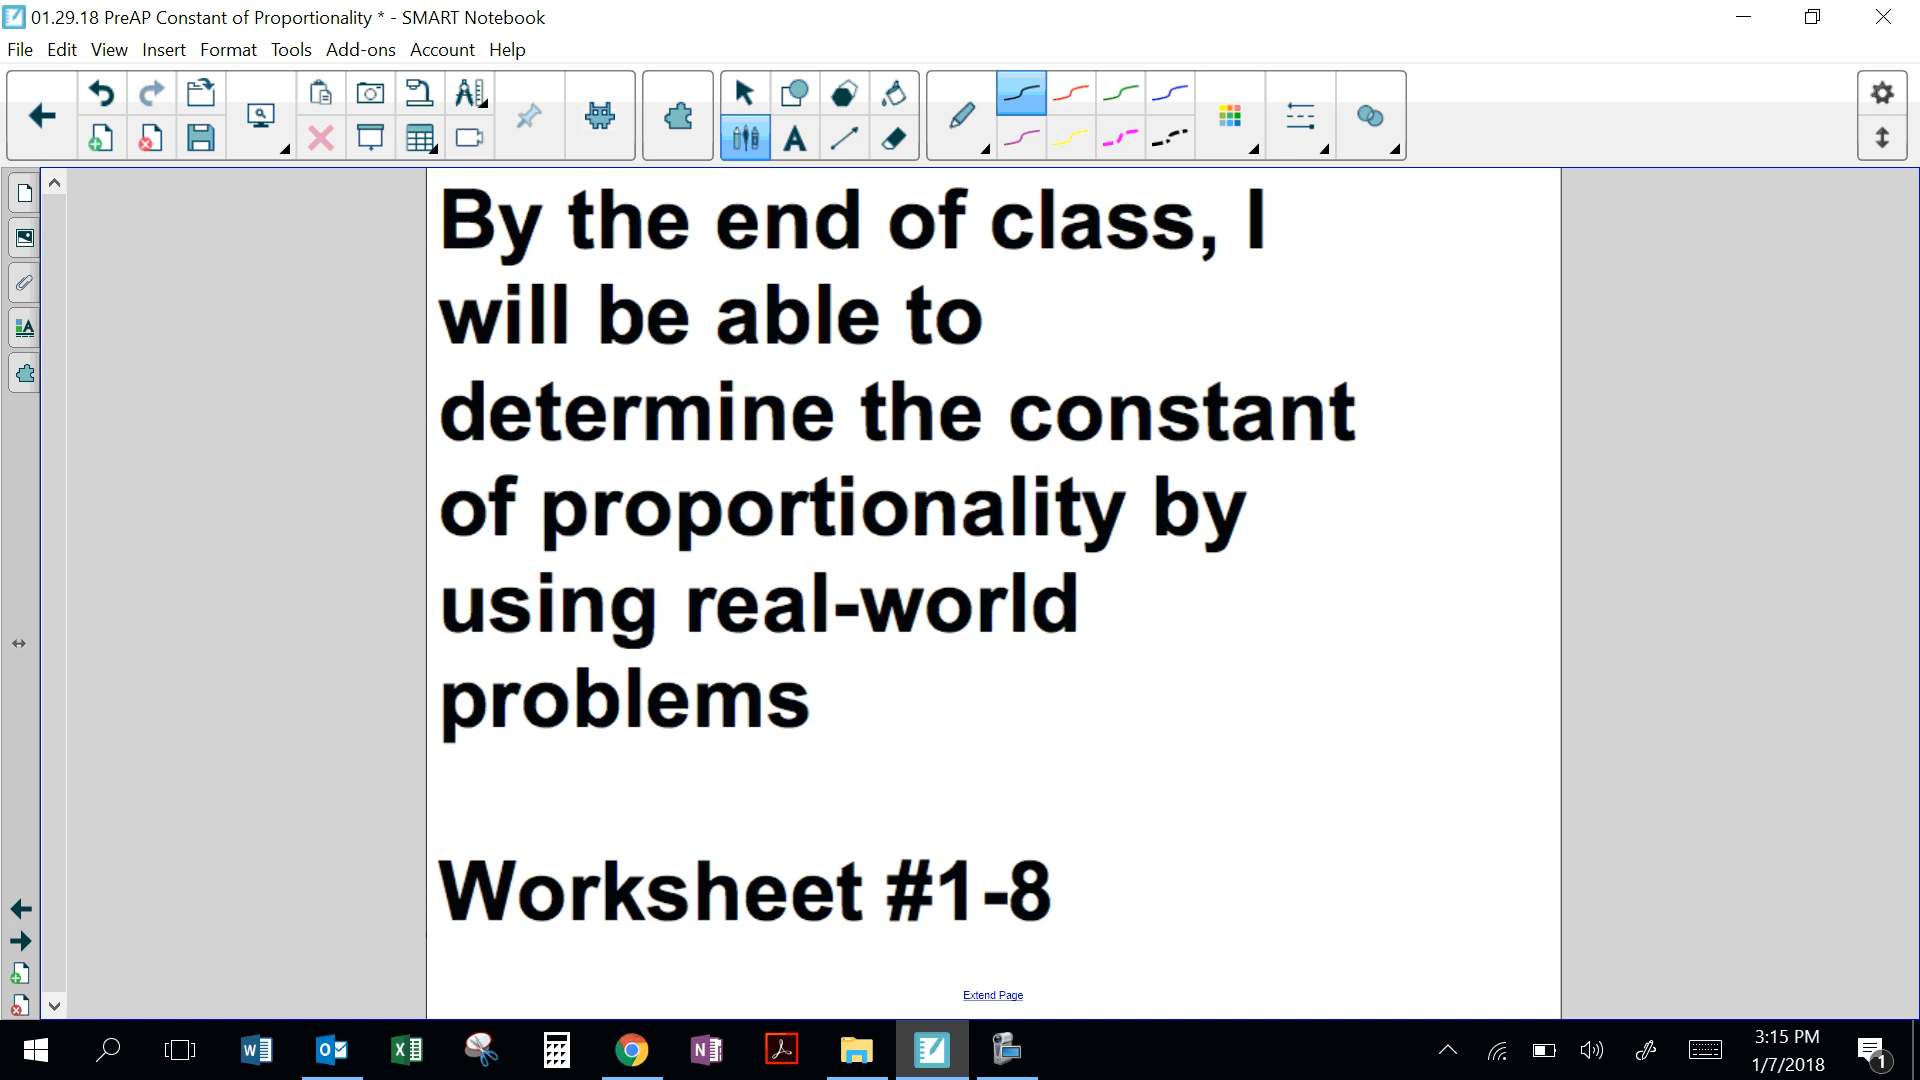 01.29.18 PreAP Constant of Proportionality * - SMART Notebook
File Edit View Insert Format Tools Add-ons Account Help
By the end of class, I
will be able to
determine the constant
of proportionality by
using real-world
problems
Worksheet #1-8
Extend Page
3:15 PM
1/7/2018
1